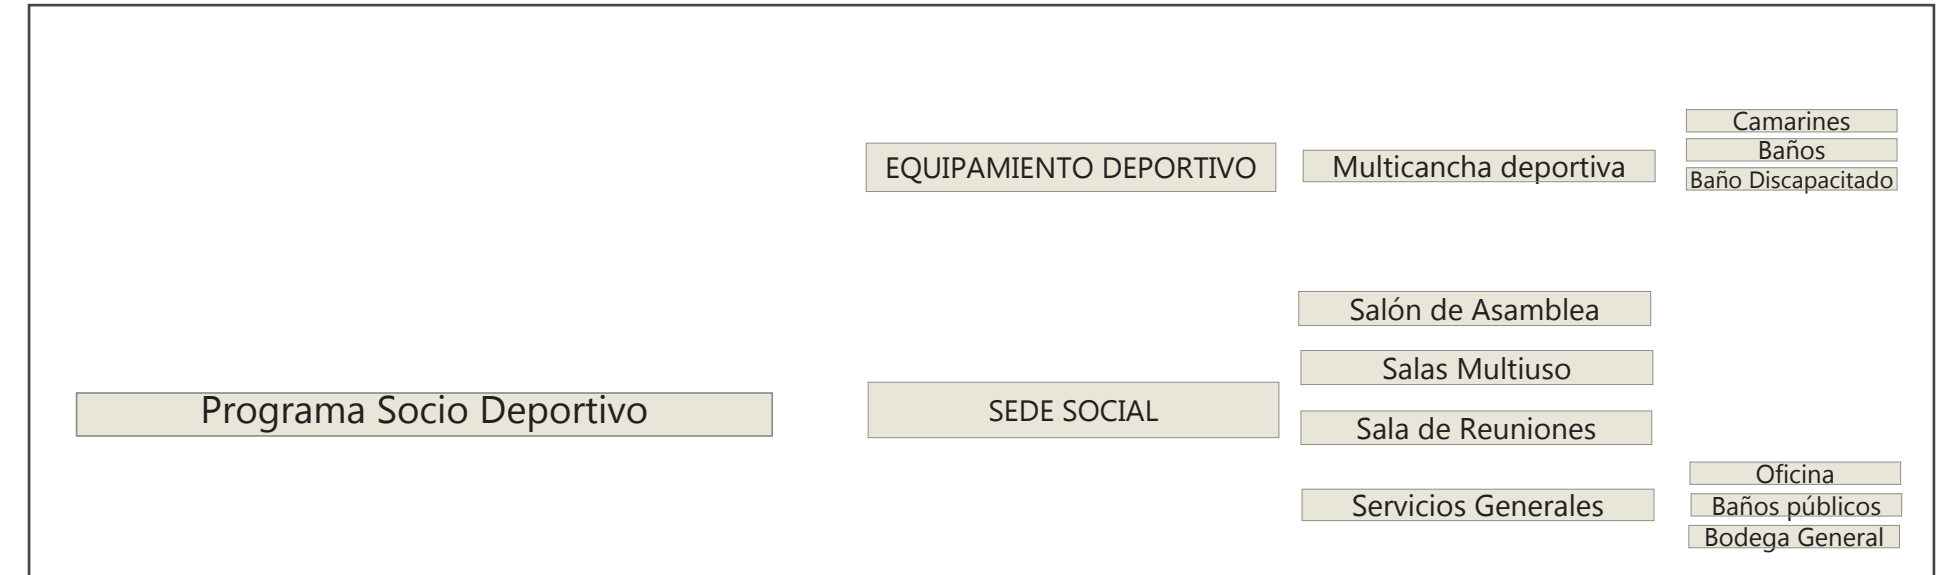 EQUIPAMIENTO DEPORTIVO
Multicancha deportiva
Camarines
Baños
Baño Discapacitado
Programa Socio Deportivo
SEDE SOCIAL
Salón de Asamblea
Salas Multiuso
Sala de Reuniones
Servicios Generales
Oficina
Baños públicos
Bodega General